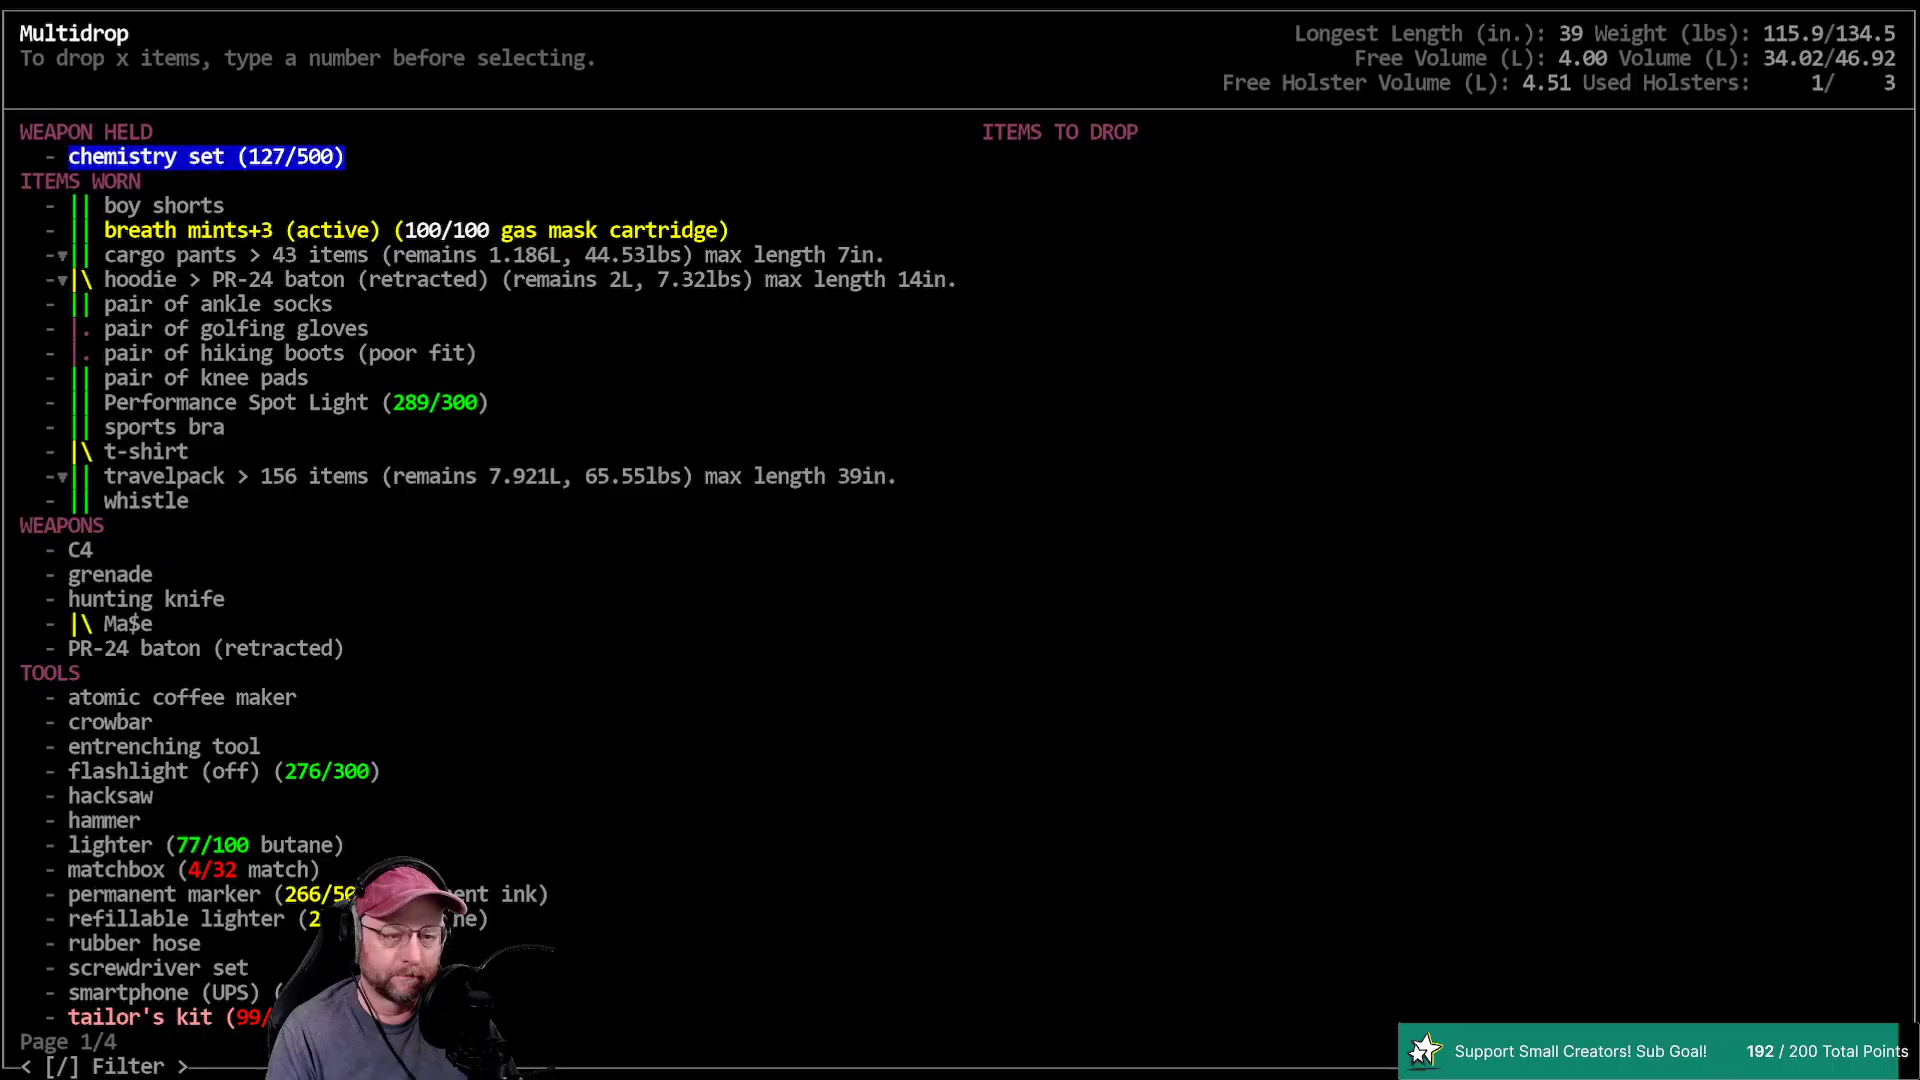 Multidrop
To drop x items, type a number before selecting.
Longest Length (in.): 39 Weight (lbs): 115.9/134.5
Free Volume (L): 4.00 Volume (L): 34.02/46.92
Free Holster Volume (L): 4.51 Used Holsters: 1/ 3
WEAPON HELD
- chemistry set (127/500)
ITEMS WORN
- || boy shorts
- || breath mints+3 (active) (100/100 gas mask cartridge)
-▼|| cargo pants > 43 items (remains 1.186L, 44.53lbs) max length 7in.
-▼|\ hoodie > PR-24 baton (retracted) (remains 2L, 7.32lbs) max length 14in.
- || pair of ankle socks
- |. pair of golfing gloves
- |. pair of hiking boots (poor fit)
- || pair of knee pads
- || Performance Spot Light (289/300)
- || sports bra
- |\ t-shirt
-▼|| travelpack > 156 items (remains 7.921L, 65.55lbs) max length 39in.
- || whistle
WEAPONS
- C4
- grenade
- hunting knife
- |\ Ma$e
- PR-24 baton (retracted)
TOOLS
- atomic coffee maker
- crowbar
- entrenching tool
- flashlight (off) (276/300)
- hacksaw
- hammer
- lighter (77/100 butane)
- matchbox (4/32 match)
- permanent marker (266/50 ent ink)
- refillable lighter (2 ne)
- rubber hose
- screwdriver set
- smartphone (UPS) (
- tailor's kit (99/
Page 1/4
< [/] Filter >
ITEMS TO DROP
Support Small Creators! Sub Goal! 192 / 200 Total Points